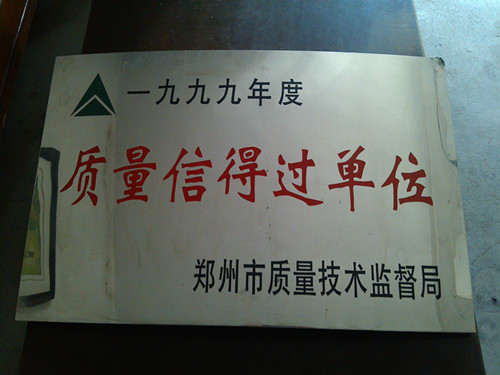 一九九九年度
质量信得过单位
郑州市质量技术监督局